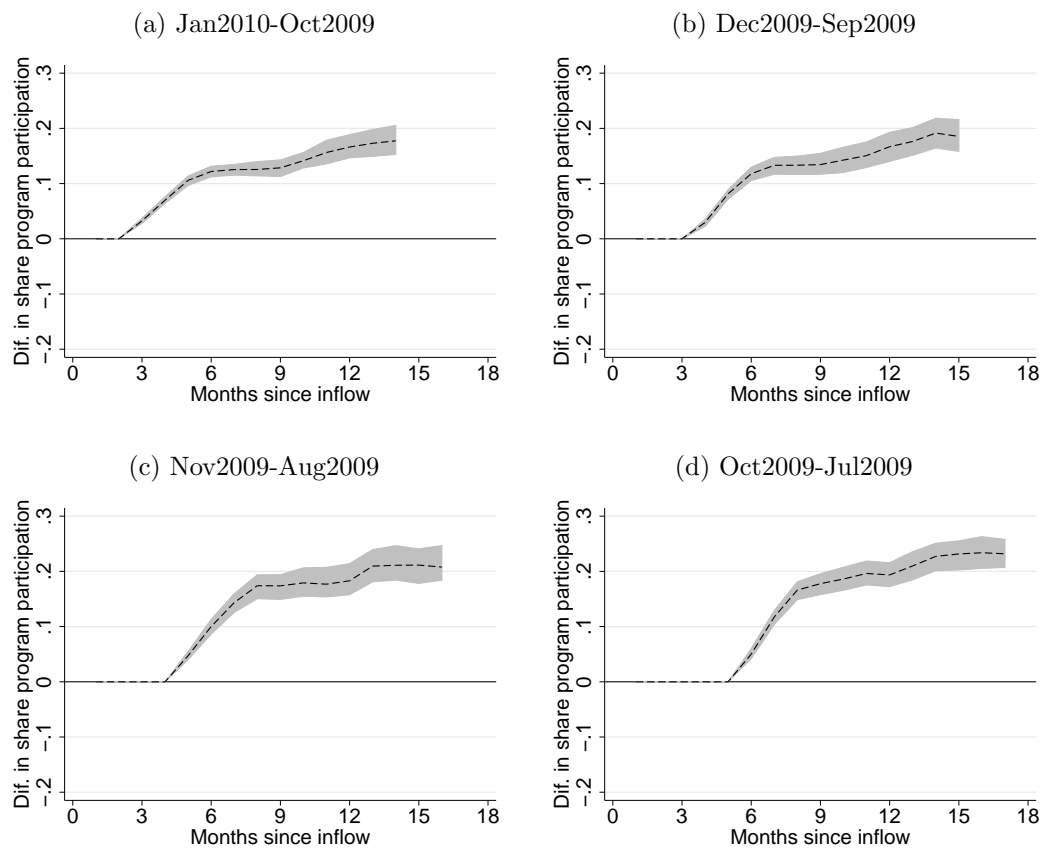 (a) Jan2010-Oct2009
Dif. in share program participation
.3
.2
.1
0
-.1
-.2
0 3 6 9 12 15 18
Months since inflow
(b) Dec2009-Sep2009
Dif. in share program participation
.3
.2
.1
0
-.1
-.2
0 3 6 9 12 15 18
Months since inflow
(c) Nov2009-Aug2009
Dif. in share program participation
.3
.2
.1
0
-.1
-.2
0 3 6 9 12 15 18
Months since inflow
(d) Oct2009-Jul2009
Dif. in share program participation
.3
.2
.1
0
-.1
-.2
0 3 6 9 12 15 18
Months since inflow